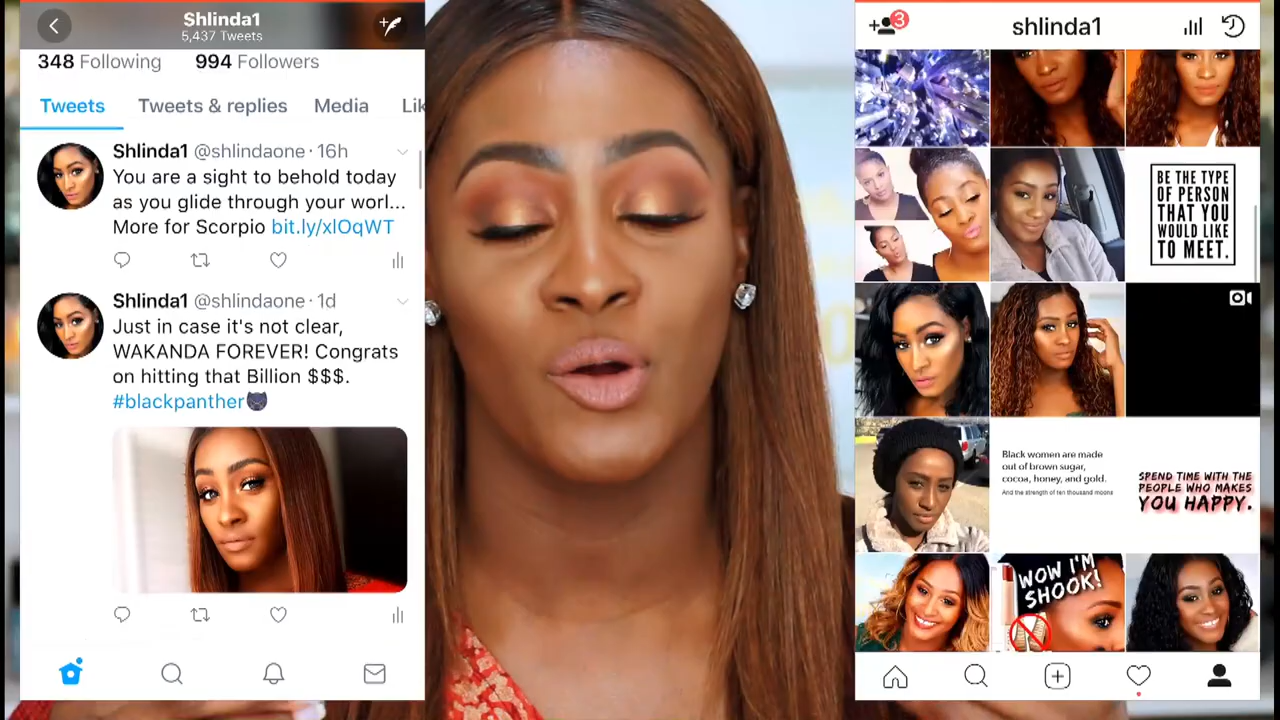 Shlinda1
5,437 Tweets
348 Following 994 Followers
Tweets Tweets & replies Media Lik
Shlinda1 @shlindaone · 16h
You are a sight to behold today
as you glide through your worl...
More for Scorpio bit.ly/xlOqWT
Shlinda1 @shlindaone · 1d
Just in case it's not clear,
WAKANDA FOREVER! Congrats
on hitting that Billion $$$.
#blackpanther
3
shlinda1
BE THE TYPE
OF PERSON
THAT YOU
WOULD LIKE
TO MEET.
Black women are made
out of brown sugar,
cocoa, honey, and gold.
And the strength of ten thousand moons
SPEND TIME WITH THE
PEOPLE WHO MAKES
YOU HAPPY.
WOW I'M
SHOOK!